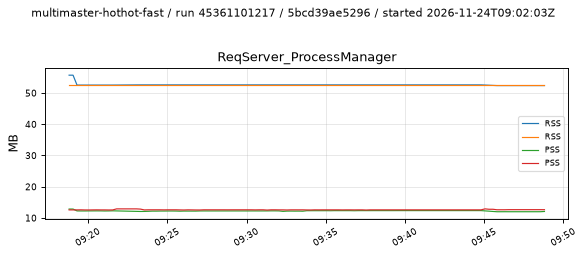 multimaster-hothot-fast / run 45361101217 / 5bcd39ae5296 / started 2026-11-24T09:02:03Z
ReqServer_ProcessManager
MB
50
40
30
20
10
RSS
RSS
PSS
PSS
09:20
09:25
09:30
09:35
09:40
09:45
09:50